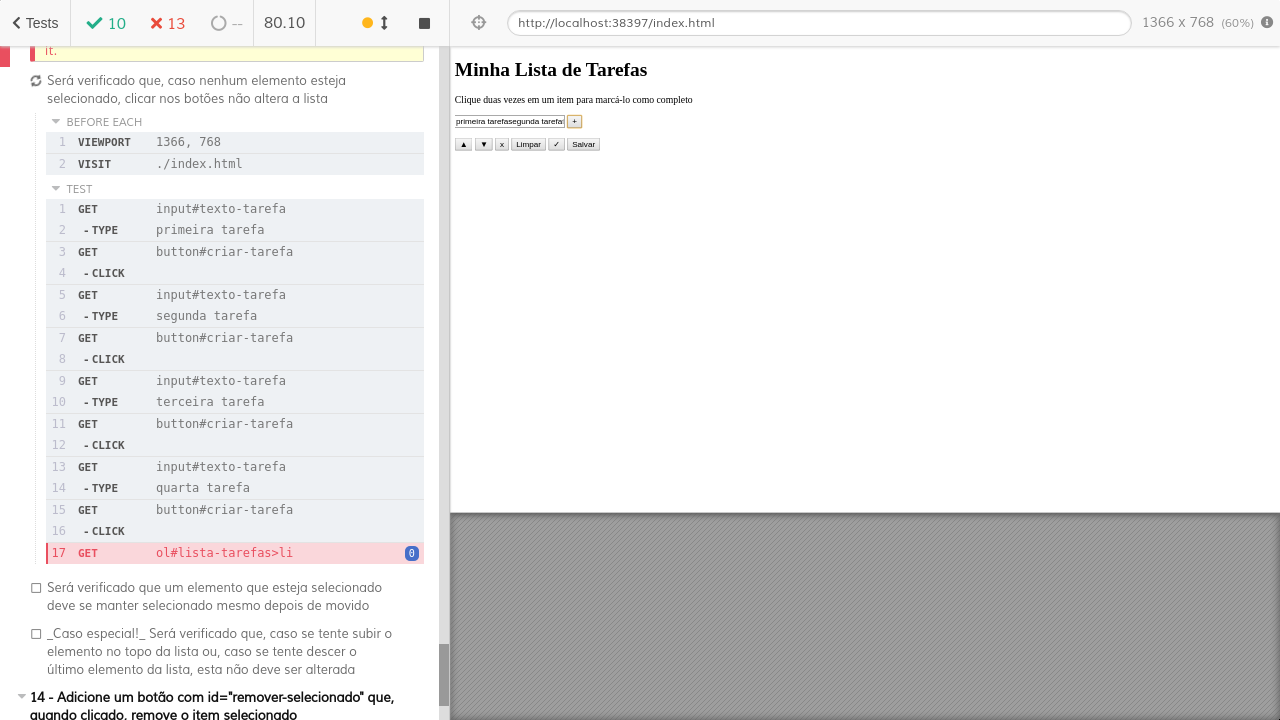 Tests 10 13 -- 80.10
it.
Será verificado que, caso nenhum elemento esteja
selecionado, clicar nos botões não altera a lista
BEFORE EACH
1 VIEWPORT 1366, 768
2 VISIT ./index.html
TEST
1 GET input#texto-tarefa
2 -TYPE primeira tarefa
3 GET button#criar-tarefa
4 -CLICK
5 GET input#texto-tarefa
6 -TYPE segunda tarefa
7 GET button#criar-tarefa
8 -CLICK
9 GET input#texto-tarefa
10 -TYPE terceira tarefa
11 GET button#criar-tarefa
12 -CLICK
13 GET input#texto-tarefa
14 -TYPE quarta tarefa
15 GET button#criar-tarefa
16 -CLICK
17 GET ol#lista-tarefas>li 0
Será verificado que um elemento que esteja selecionado
deve se manter selecionado mesmo depois de movido
_Caso especial!_ Será verificado que, caso se tente subir o
elemento no topo da lista ou, caso se tente descer o
último elemento da lista, esta não deve ser alterada
14 - Adicione um botão com id="remover-selecionado" que,
quando clicado, remove o item selecionado
http://localhost:38397/index.html 1366 x 768 (60%)
Minha Lista de Tarefas
Clique duas vezes em um item para marcá-lo como completo
primeira tarefasegunda tarefa +
▲ ▼ x Limpar ✓ Salvar